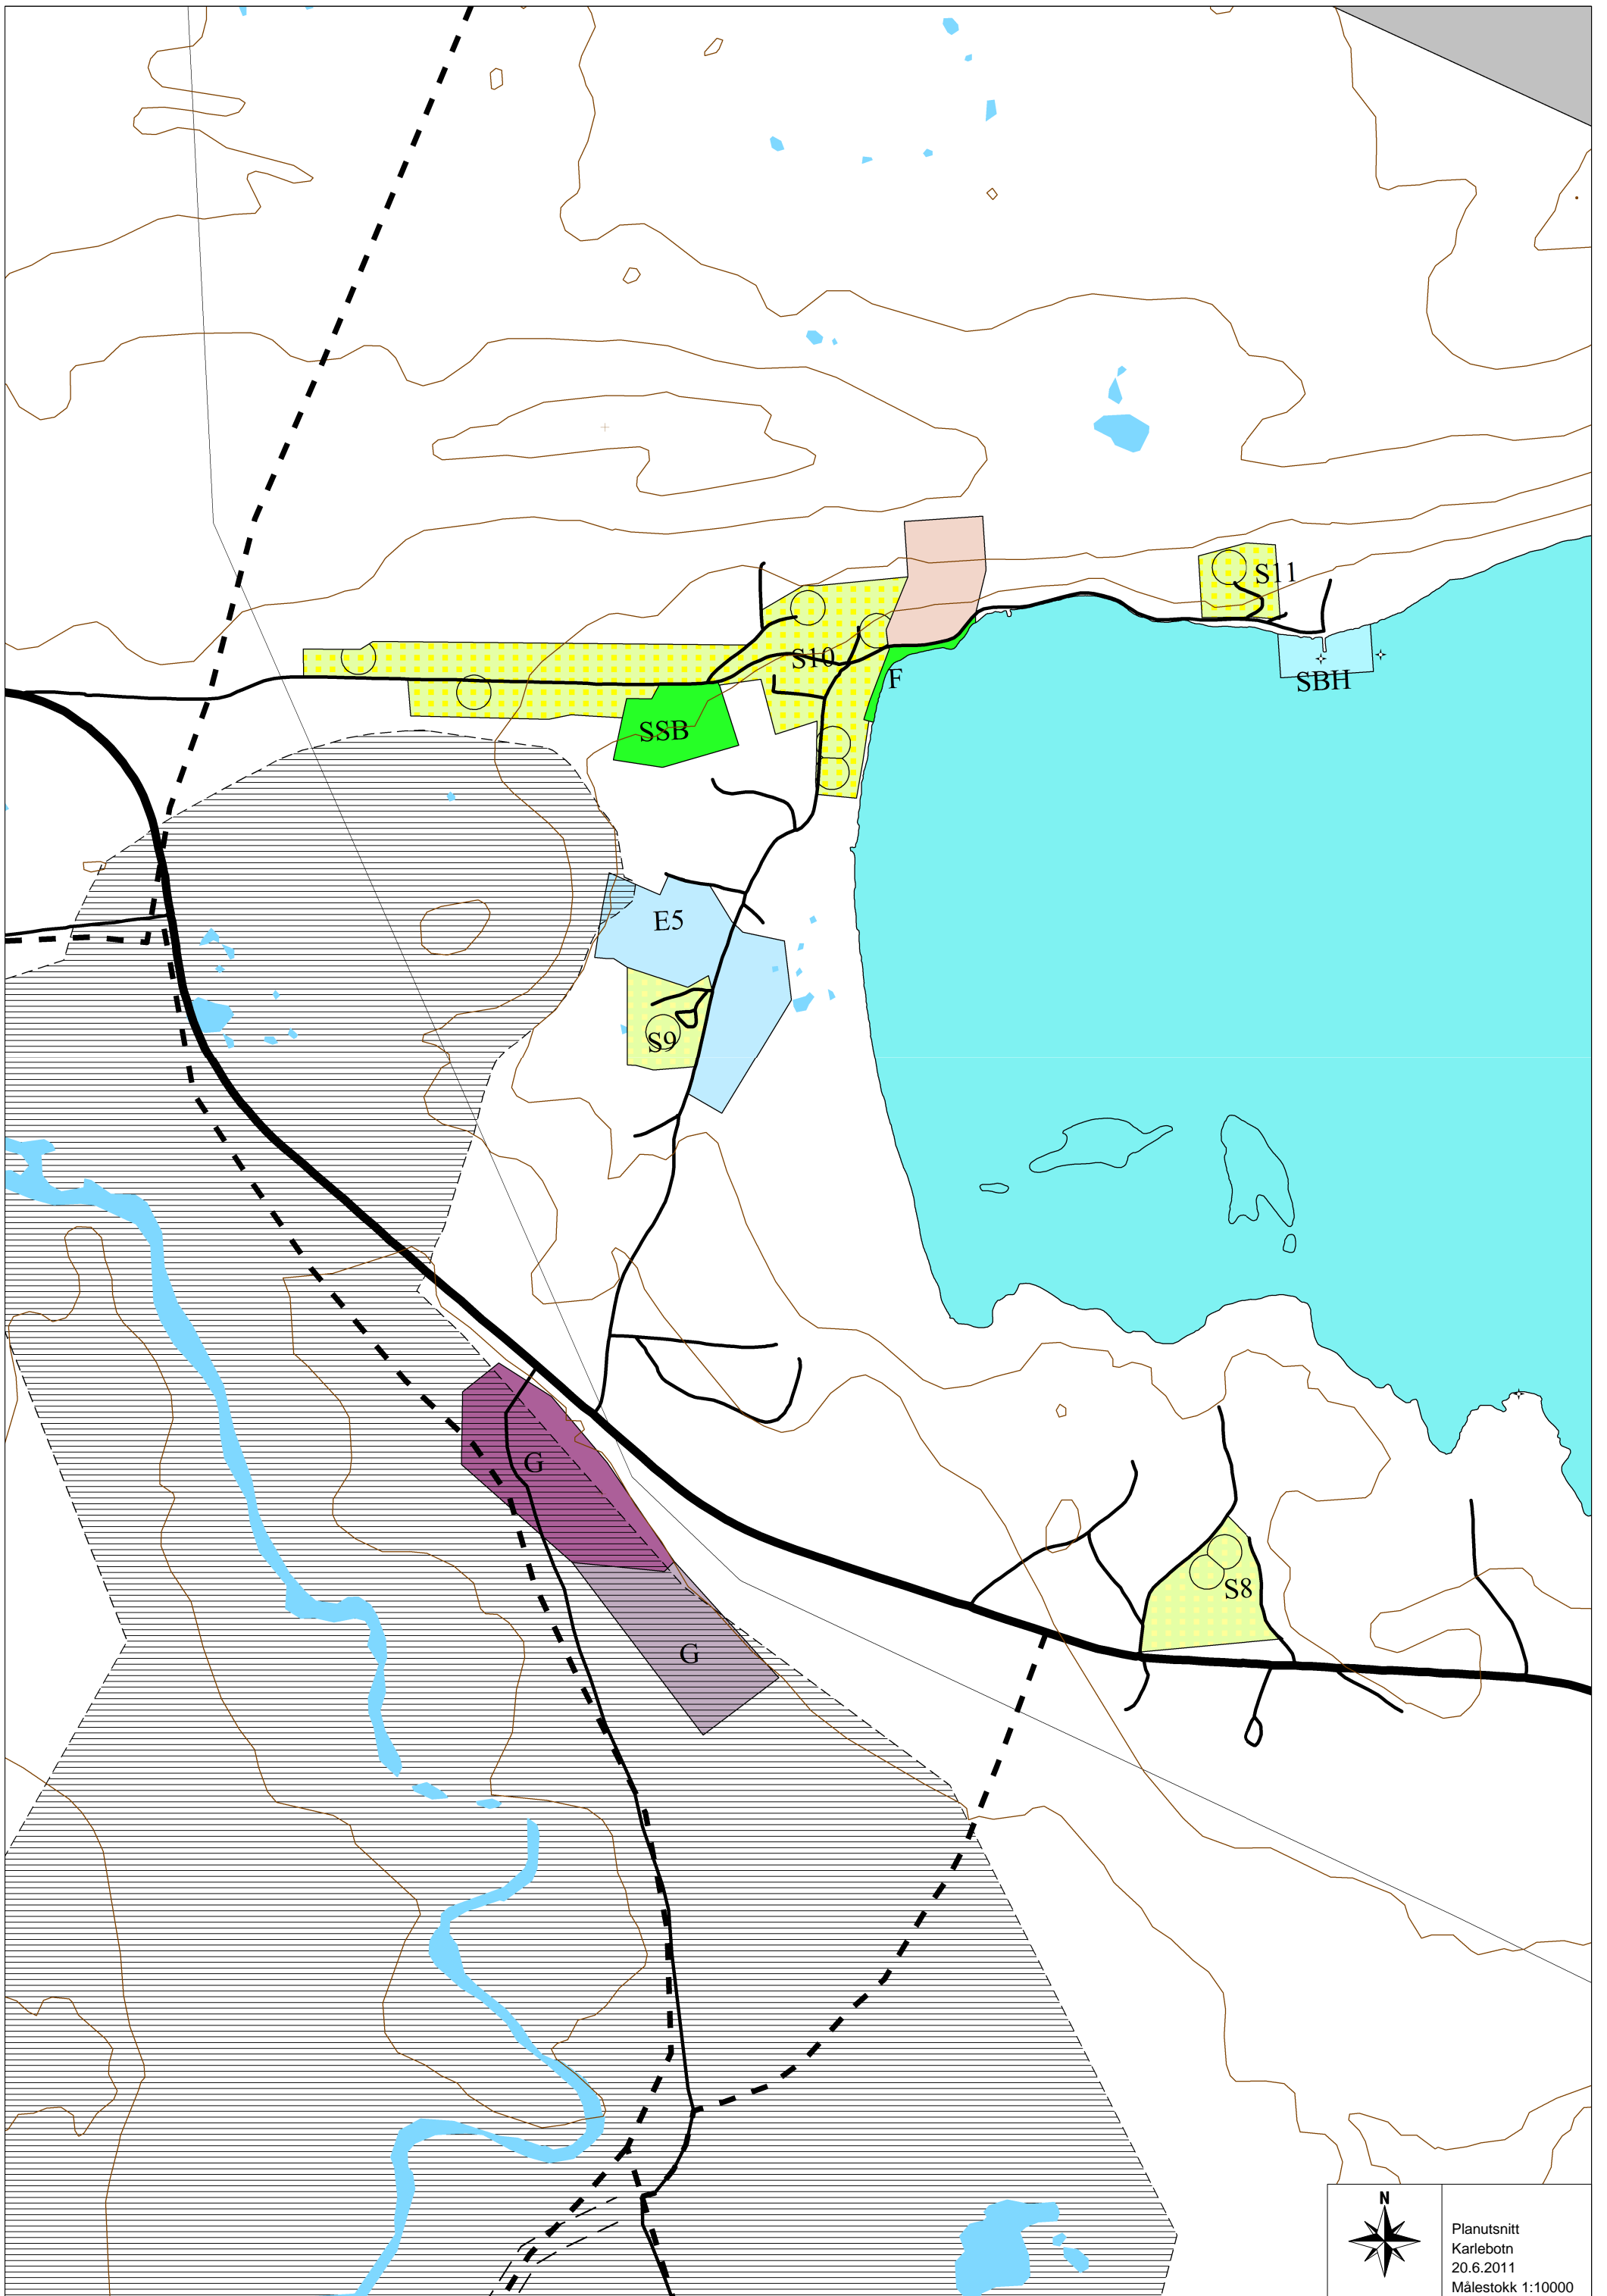 S11
S10
F
SBH
SSB
E5
S9
G
S8
G
N
Planutsnitt
Karlebotn
20.6.2011
Målestokk 1:10000